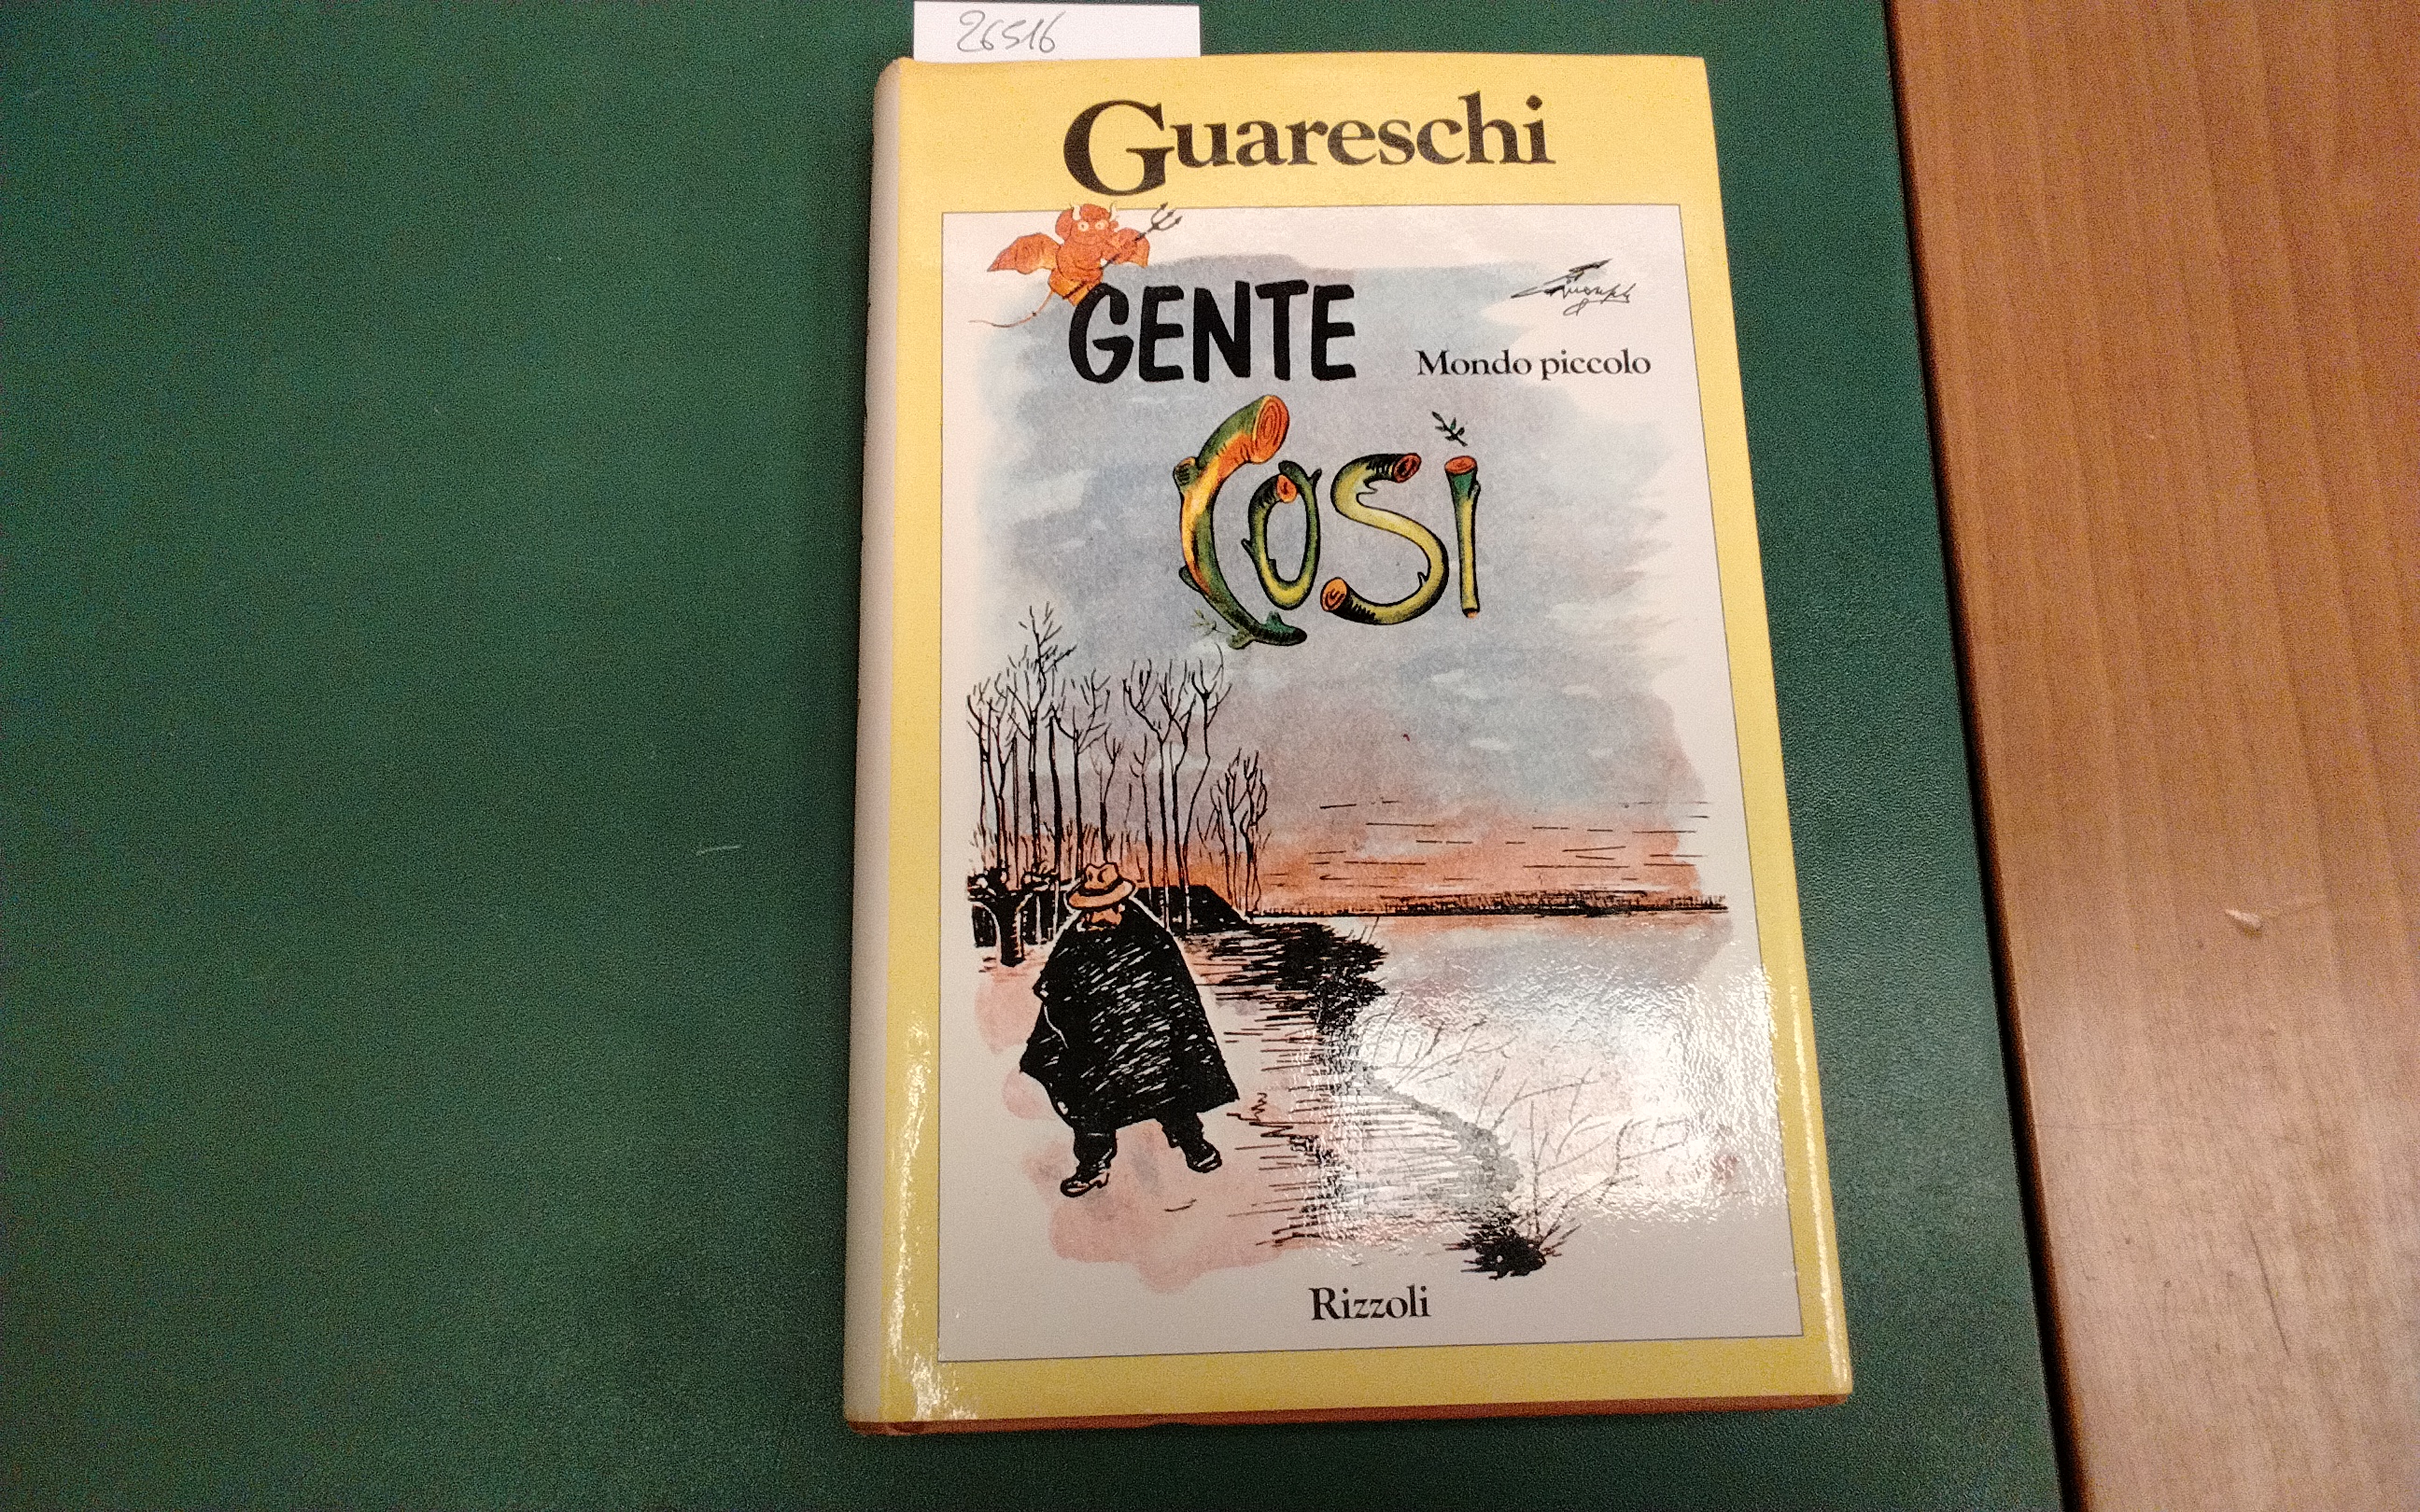 26516
Guareschi
GENTE
Mondo piccolo
Così
Rizzoli